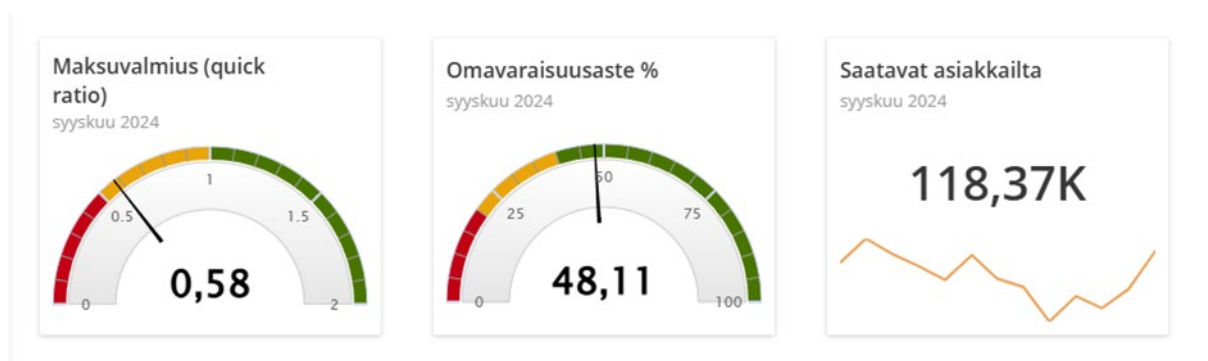 Maksuvalmius (quick
ratio)
syyskuu 2024
0
0.5
1
1.5
2
0,58
Omavaraisuusaste %
syyskuu 2024
0
25
50
75
100
48,11
Saatavat asiakkailta
syyskuu 2024
118,37K